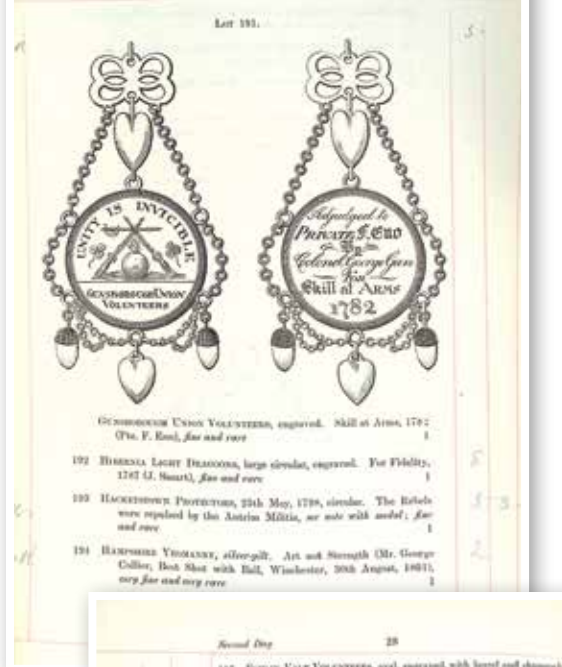 Lot 191.
UNITY IS INVICIBLE
GUNSBOROUGH UNION
VOLUNTEERS
Adjudged to
PRIVATE F. ENO
By
Colonel George Gun
For
Skill at ARMS
1782
GUNSBOROUGH UNION VOLUNTEERS, engraved. Skill at Arms, 1782
(Pte. F. Eno), fine and rare 1
192 HIBERNIA LIGHT DRAGOONS, large circular, engraved. For Fidelity,
1787 (J. Smart), fine and rare 1
193 HACKETSTOWN PROTECTORS, 25th May, 1798, circular. The Rebels
were repulsed by the Antrim Militia, see note with medal; fine
and rare 1
194 HAMPSHIRE YEOMANRY, silver-gilt. Art not Strength (Mr. George
Collier, Best Shot with Ball, Winchester, 30th August, 1801),
very fine and very rare 1
Second Day 28